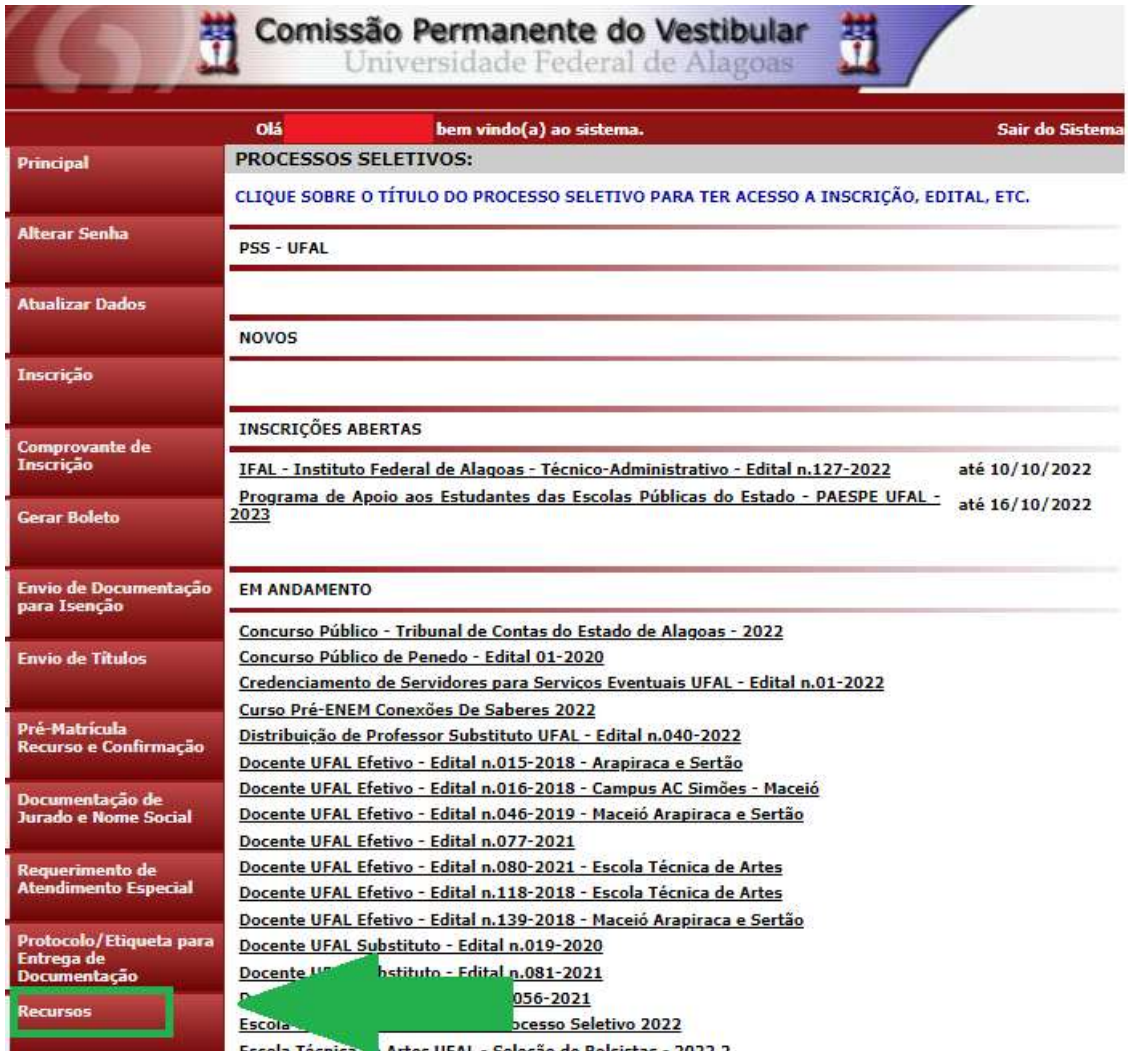 Comissão Permanente do Vestibular
Universidade Federal de Alagoas
Olá bem vindo(a) ao sistema. Sair do Sistema
Principal
Alterar Senha
Atualizar Dados
Inscrição
Comprovante de
Inscrição
Gerar Boleto
Envio de Documentação
para Isenção
Envio de Títulos
Pré-Matrícula
Recurso e Confirmação
Documentação de
Jurado e Nome Social
Requerimento de
Atendimento Especial
Protocolo/Etiqueta para
Entrega de
Documentação
Recursos
PROCESSOS SELETIVOS:
CLIQUE SOBRE O TÍTULO DO PROCESSO SELETIVO PARA TER ACESSO A INSCRIÇÃO, EDITAL, ETC.
PSS - UFAL
NOVOS
INSCRIÇÕES ABERTAS
IFAL - Instituto Federal de Alagoas - Técnico-Administrativo - Edital n.127-2022 até 10/10/2022
Programa de Apoio aos Estudantes das Escolas Públicas do Estado - PAESPE UFAL -
2023 até 16/10/2022
EM ANDAMENTO
Concurso Público - Tribunal de Contas do Estado de Alagoas - 2022
Concurso Público de Penedo - Edital 01-2020
Credenciamento de Servidores para Serviços Eventuais UFAL - Edital n.01-2022
Curso Pré-ENEM Conexões De Saberes 2022
Distribuição de Professor Substituto UFAL - Edital n.040-2022
Docente UFAL Efetivo - Edital n.015-2018 - Arapiraca e Sertão
Docente UFAL Efetivo - Edital n.016-2018 - Campus AC Simões - Maceió
Docente UFAL Efetivo - Edital n.046-2019 - Maceió Arapiraca e Sertão
Docente UFAL Efetivo - Edital n.077-2021
Docente UFAL Efetivo - Edital n.080-2021 - Escola Técnica de Artes
Docente UFAL Efetivo - Edital n.118-2018 - Escola Técnica de Artes
Docente UFAL Efetivo - Edital n.139-2018 - Maceió Arapiraca e Sertão
Docente UFAL Substituto - Edital n.019-2020
Docente - Edital n.081-2021
056-2021
Escola Seletivo 2022
Escola Técnica Artes UFAL - Seleção de Bolsistas - 2022.2